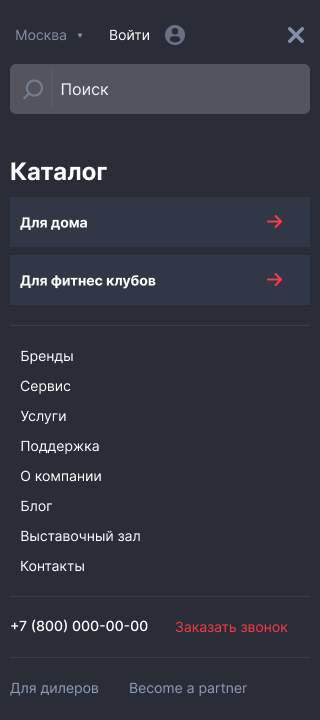 Москва Войти
Поиск
Каталог
Для дома
Для фитнес клубов
Бренды
Сервис
Услуги
Поддержка
О компании
Блог
Выставочный зал
Контакты
+7 (800) 000-00-00 Заказать звонок
Для дилеров Become a partner